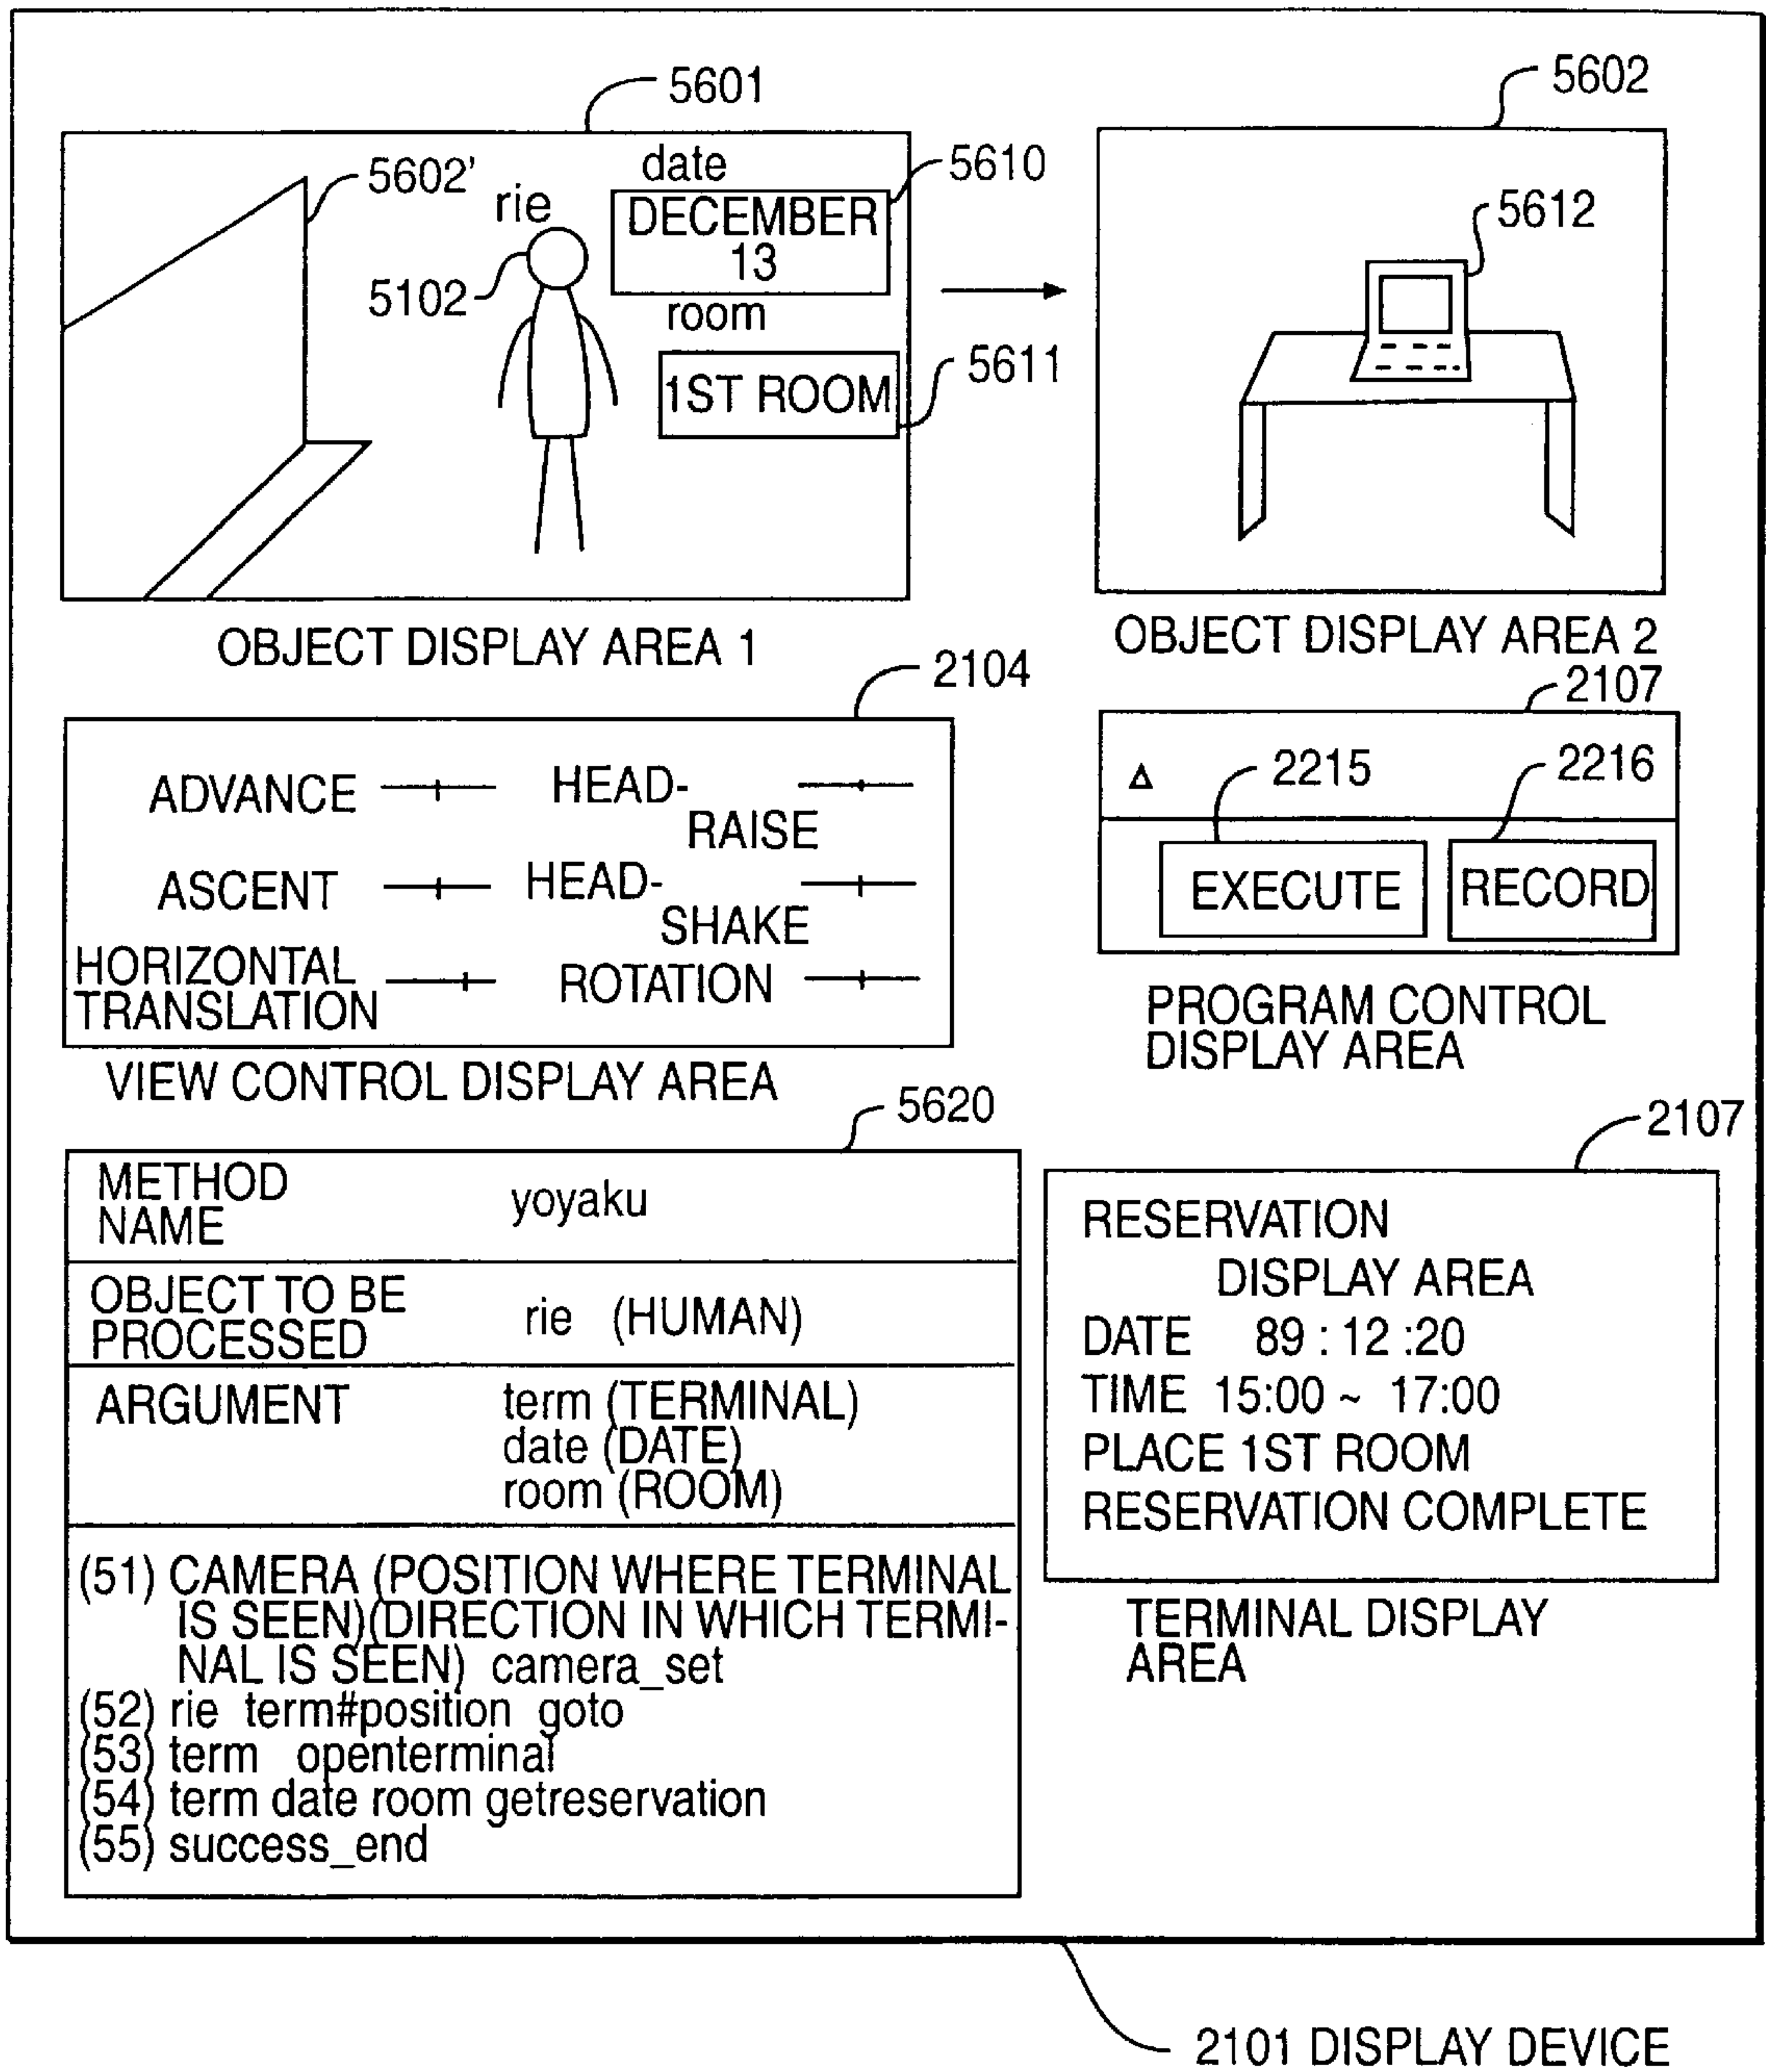 5601
5602
5602'
date
5610
rie
DECEMBER
13
5612
5102
room
5611
1ST ROOM
OBJECT DISPLAY AREA 1
OBJECT DISPLAY AREA 2
2104
2107
ADVANCE
HEAD-
RAISE
ASCENT
HEAD-
SHAKE
HORIZONTAL
TRANSLATION
ROTATION
Δ
2215
2216
EXECUTE
RECORD
VIEW CONTROL DISPLAY AREA
PROGRAM CONTROL
DISPLAY AREA
5620
METHOD
NAME
yoyaku
OBJECT TO BE
PROCESSED
rie (HUMAN)
ARGUMENT
term (TERMINAL)
date (DATE)
room (ROOM)
(51) CAMERA (POSITION WHERE TERMINAL
IS SEEN)(DIRECTION IN WHICH TERMI-
NAL IS SEEN) camera_set
(52) rie term#position goto
(53) term openterminal
(54) term date room getreservation
(55) success_end
2107
RESERVATION
DISPLAY AREA
DATE 89 : 12 :20
TIME 15:00 ~ 17:00
PLACE 1ST ROOM
RESERVATION COMPLETE
TERMINAL DISPLAY
AREA
2101 DISPLAY DEVICE